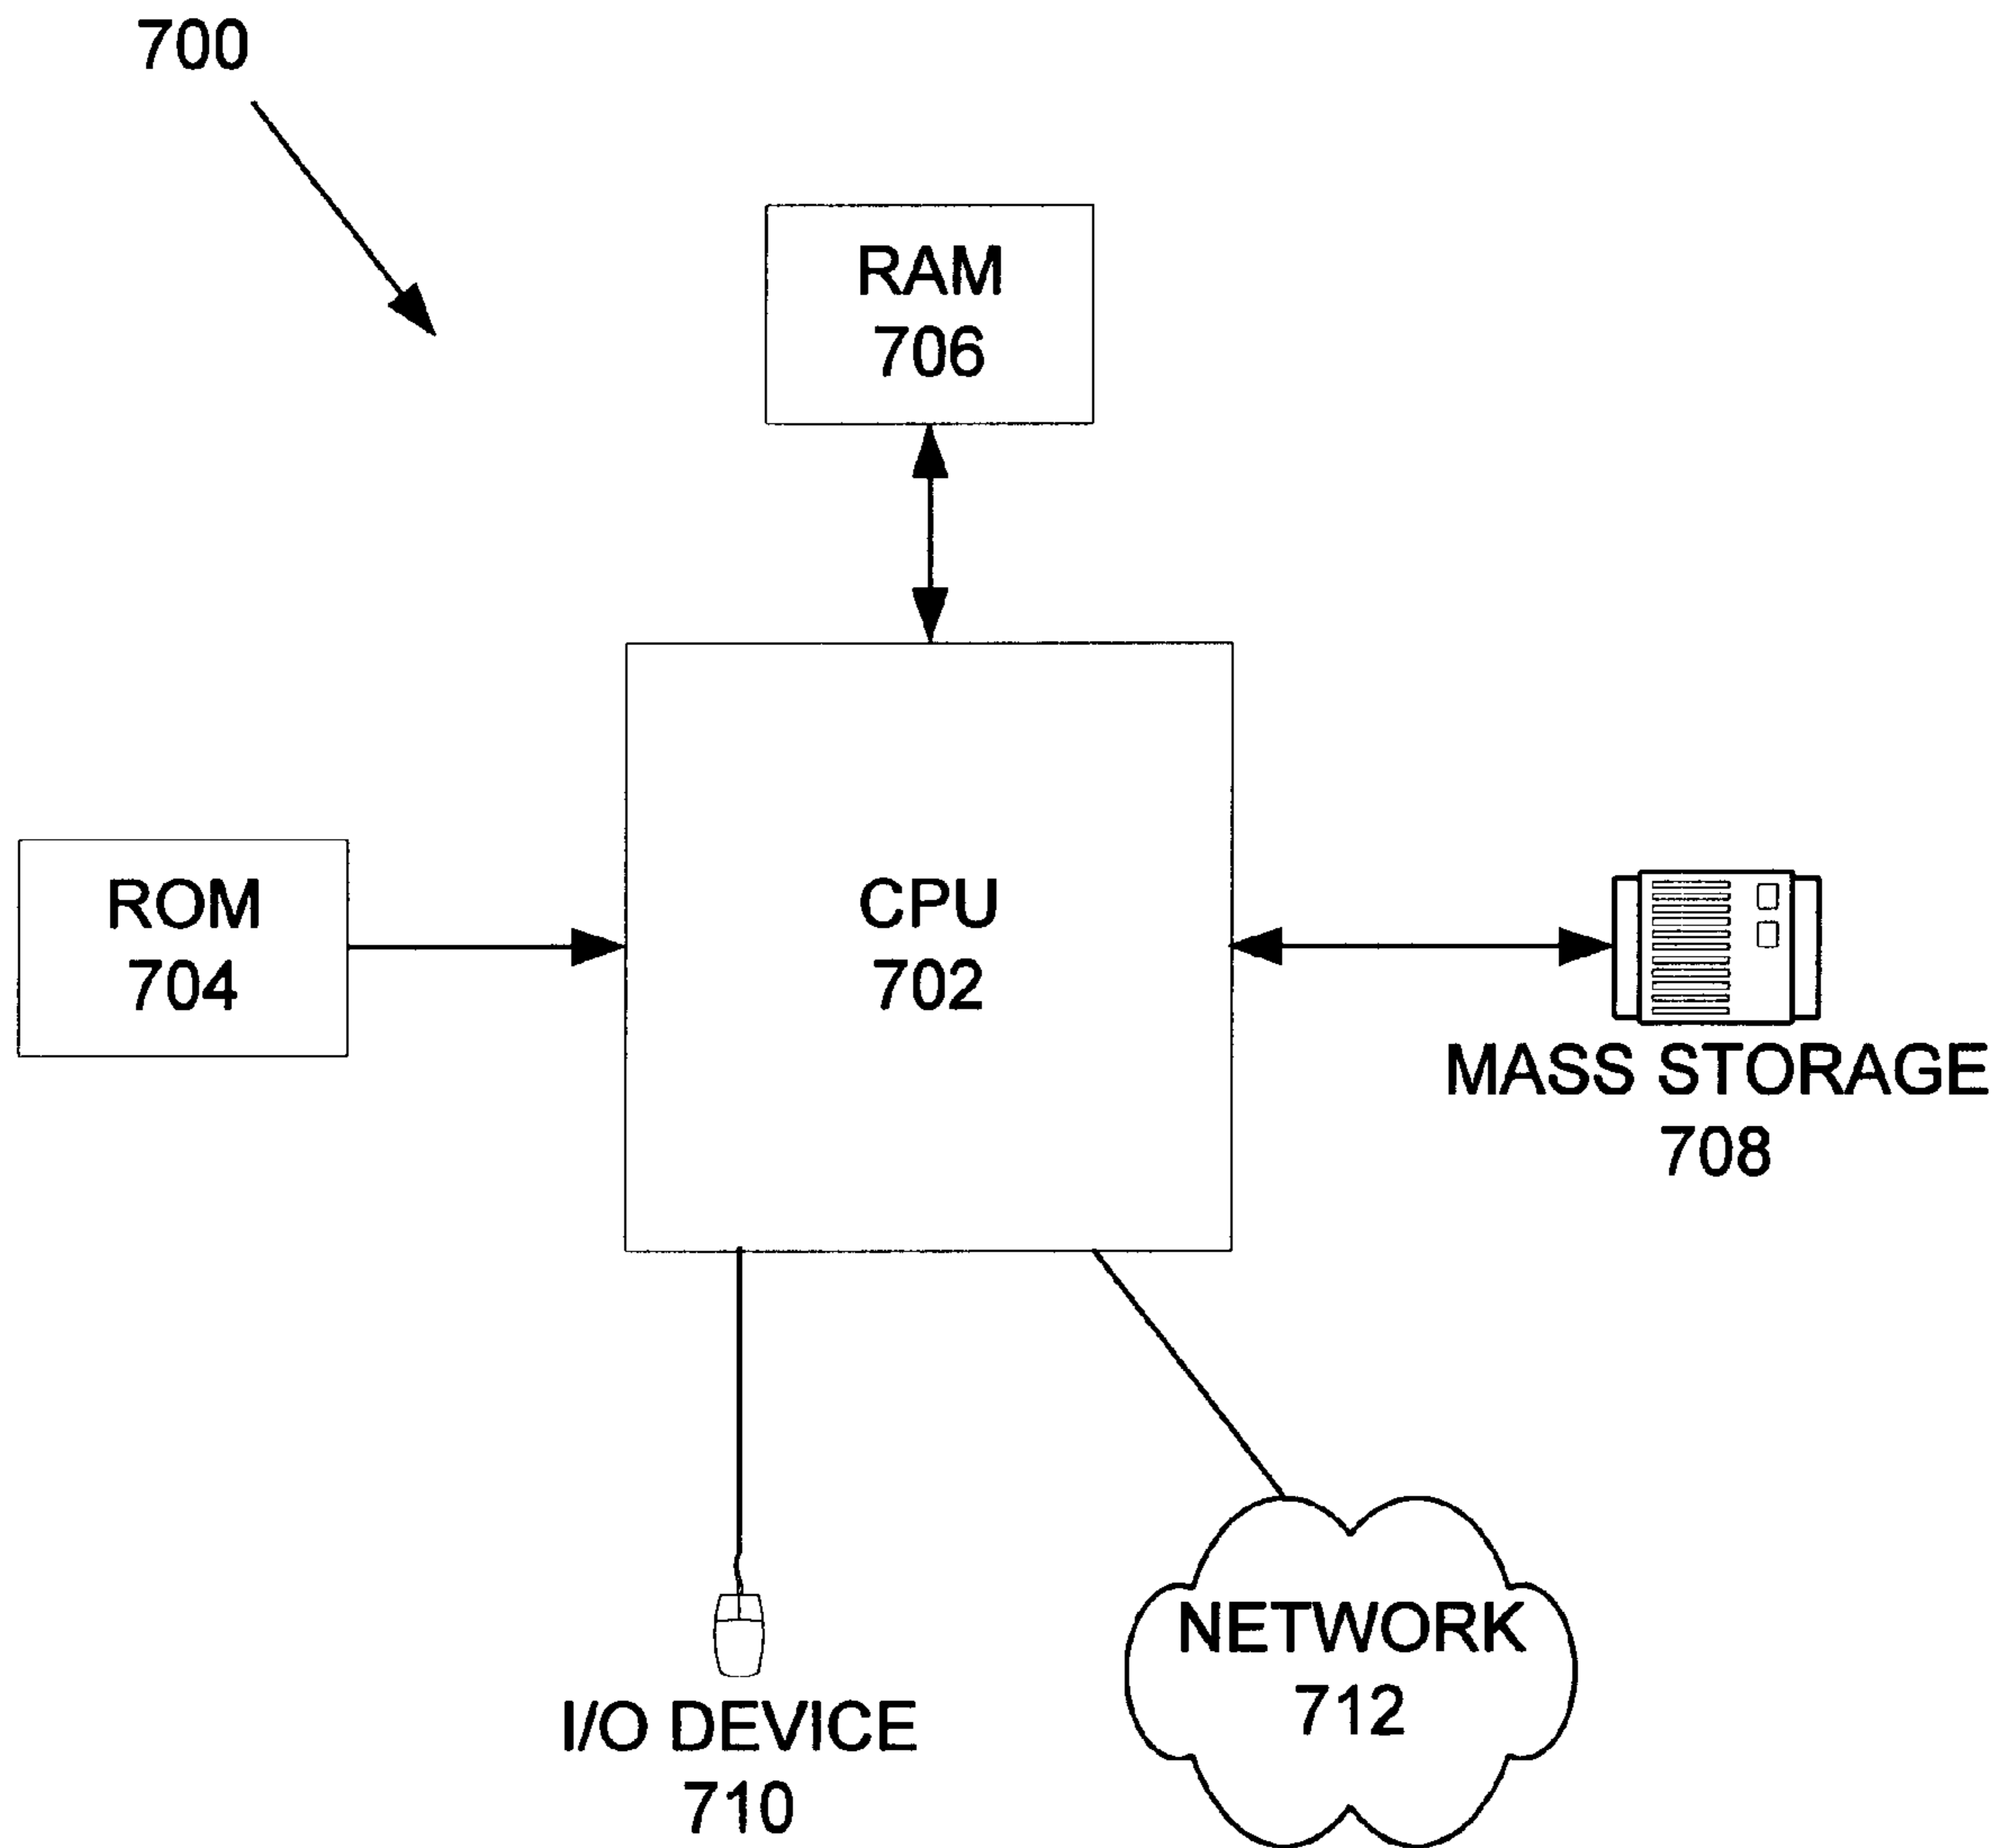 700
RAM
706
ROM
704
CPU
702
MASS STORAGE
708
I/O DEVICE
710
NETWORK
712